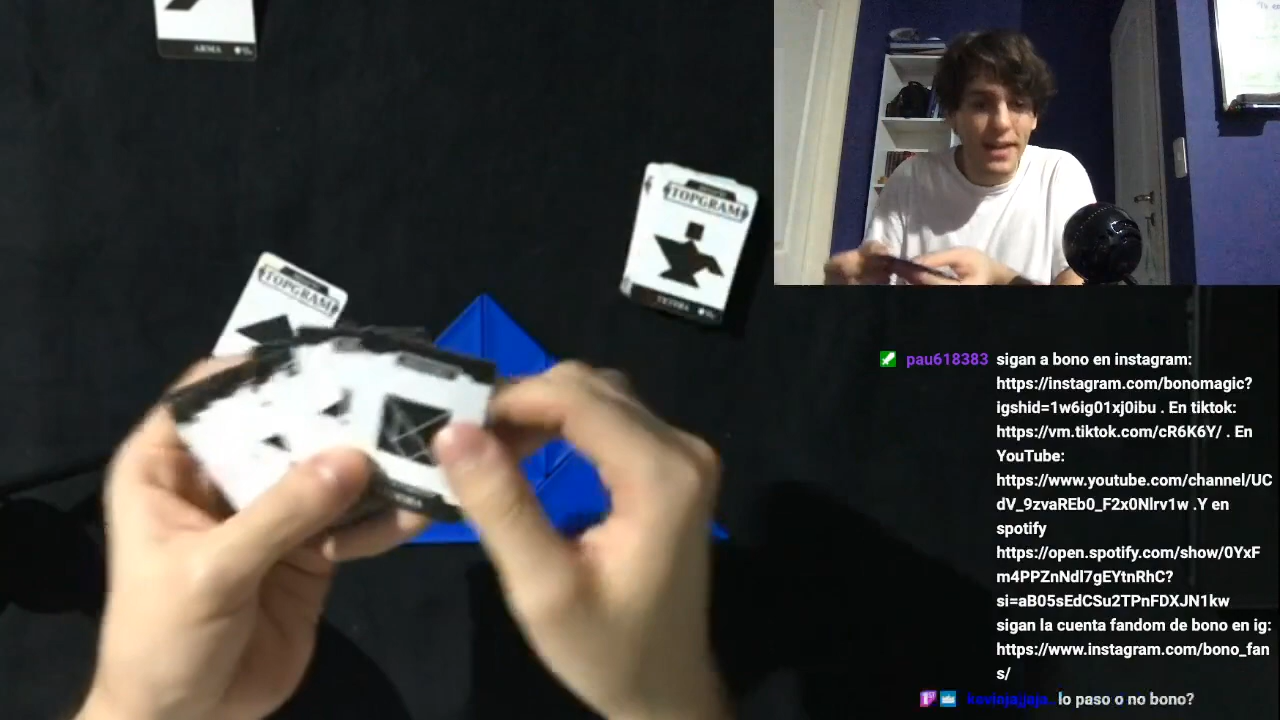 ARMA
TOPGRAM
TOPGRAM
TETERA
pau618383 sigan a bono en instagram:
https://instagram.com/bonomagic?
igshid=1w6ig01xj0ibu . En tiktok:
https://vm.tiktok.com/cR6K6Y/ . En
YouTube:
https://www.youtube.com/channel/UC
dV_9zvaREb0_F2x0Nlrv1w .Y en
spotify
https://open.spotify.com/show/0YxF
m4PPZnNdl7gEYtnRhC?
si=aB05sEdCSu2TPnFDXJN1kw
sigan la cuenta fandom de bono en ig:
https://www.instagram.com/bono_fan
s/
lo paso o no bono?